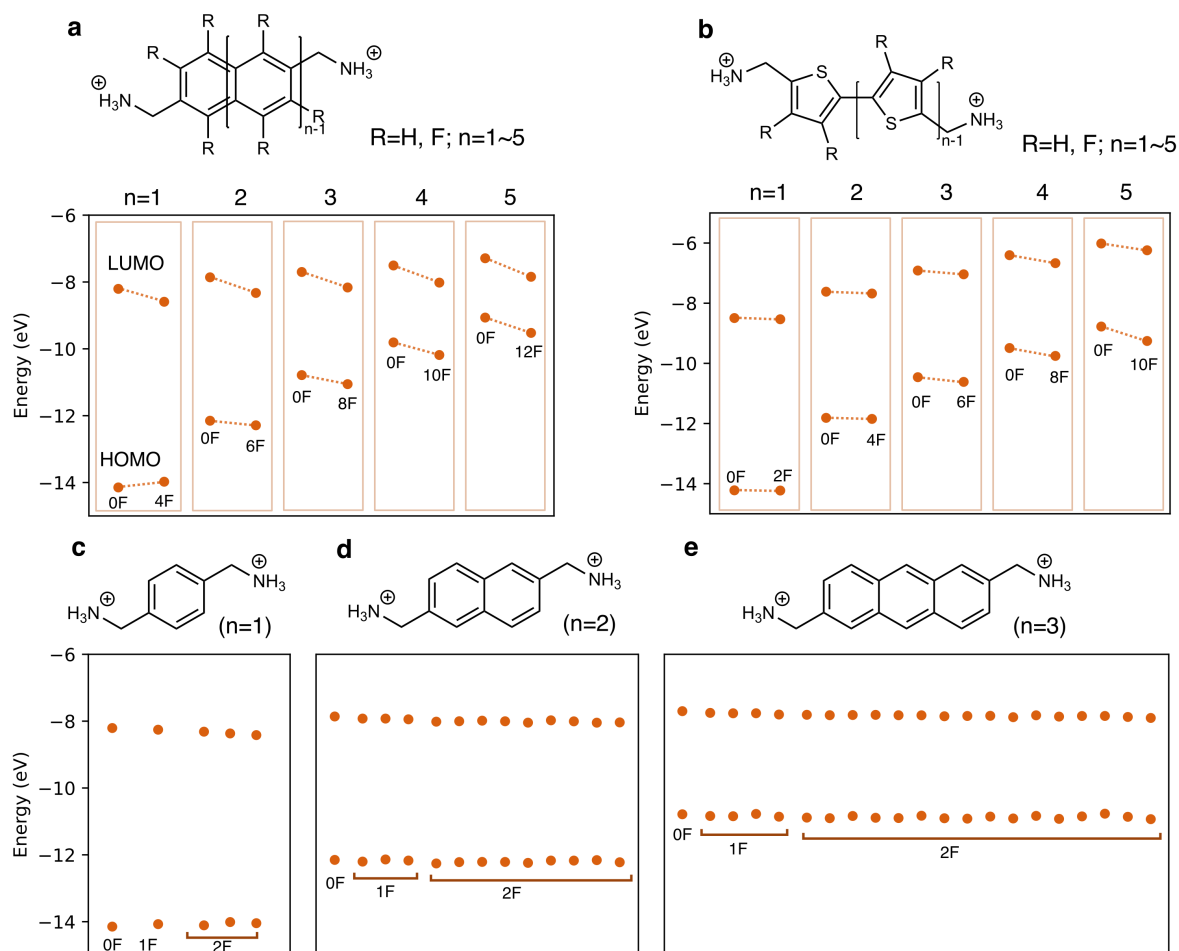 a
R
R
R
⊕
NH3
⊕
H3N
R
n-1
R
R
R=H, F; n=1~5
b
R
R
⊕
H3N
S
⊕
NH3
S
n-1
R
R
R=H, F; n=1~5
n=1 2 3 4 5
Energy (eV)
−6
−8
−10
−12
−14
LUMO
HOMO
0F 4F
0F 6F
0F 8F
0F 10F
0F 12F
n=1 2 3 4 5
Energy (eV)
−6
−8
−10
−12
−14
0F 2F
0F 4F
0F 6F
0F 8F
0F 10F
c
⊕
NH3
⊕
H3N
(n=1)
d
⊕
NH3
⊕
H3N
(n=2)
e
⊕
NH3
⊕
H3N
(n=3)
Energy (eV)
−6
−8
−10
−12
−14
0F 1F 2F
0F 1F 2F
0F 1F 2F